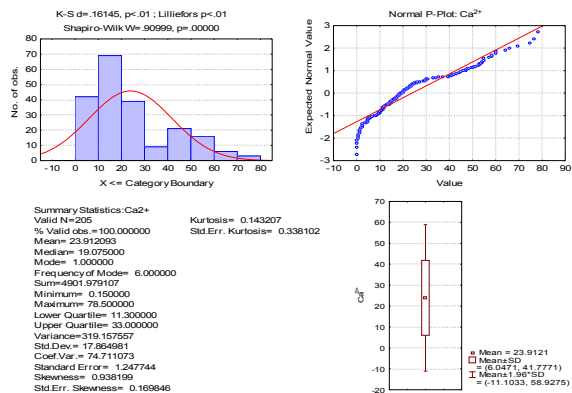 K-S d=.16145, p<.01 ; Lilliefors p<.01
Shapiro-Wilk W=.90999, p=.00000
80
70
60
50
40
30
20
10
0
No. of obs.
-10 0 10 20 30 40 50 60 70 80
X <= Category Boundary
Normal P-Plot: Ca²⁺
3
2
1
0
-1
-2
-3
Expected Normal Value
-10 0 10 20 30 40 50 60 70 80 90
Value
Summary Statistics:Ca2+
Valid N=205
% Valid obs.=100.000000
Mean= 23.912093
Median= 19.075000
Mode= 1.000000
Frequency of Mode= 6.000000
Sum=4901.979107
Minimum= 0.150000
Maximum= 78.500000
Lower Quartile= 11.300000
Upper Quartile= 33.000000
Variance=319.157557
Std.Dev.= 17.864981
Coef.Var.= 74.711073
Standard Error= 1.247744
Skewness= 0.938199
Std.Err. Skewness= 0.169846
Kurtosis= 0.143207
Std.Err. Kurtosis= 0.338102
70
60
50
40
30
20
10
0
-10
-20
Ca²⁺
Mean = 23.9121
Mean±SD
= (6.0471, 41.7771)
Mean±1.96*SD
= (-11.1033, 58.9275)